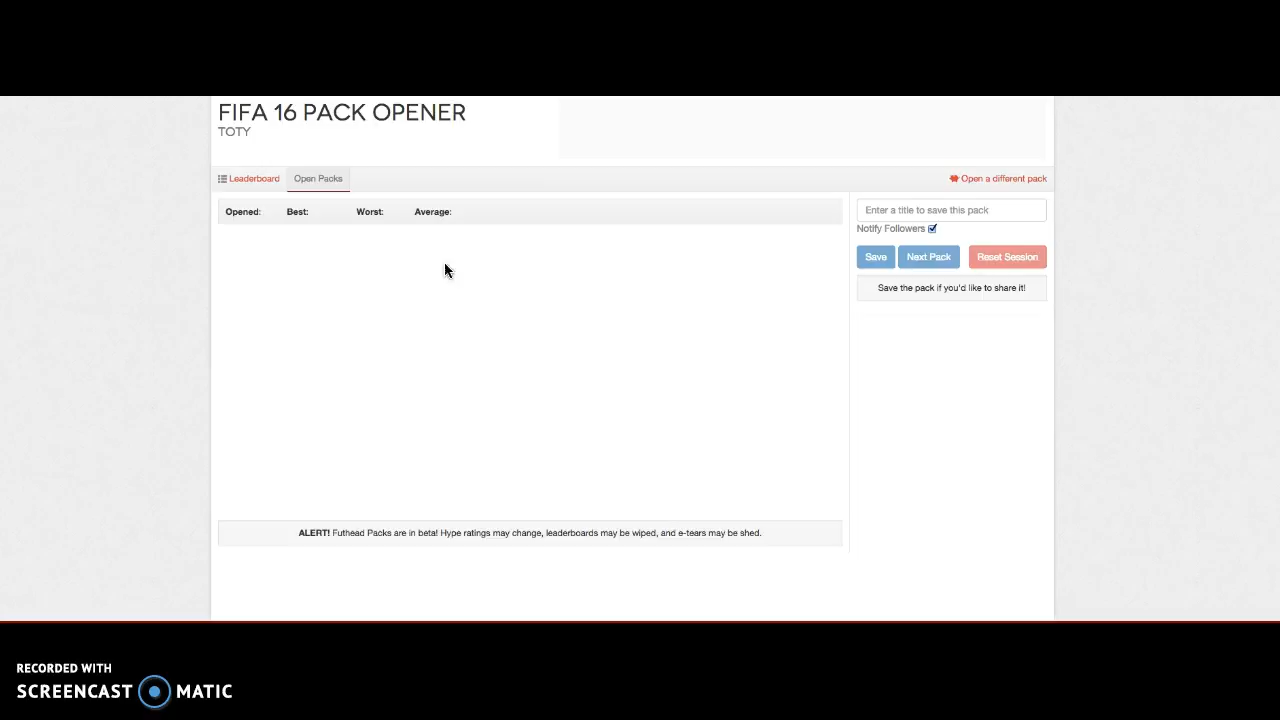 FIFA 16 PACK OPENER
TOTY
Leaderboard Open Packs Open a different pack
Opened: Best: Worst: Average:
Enter a title to save this pack
Notify Followers
Save Next Pack Reset Session
Save the pack if you'd like to share it!
ALERT! Futhead Packs are in beta! Hype ratings may change, leaderboards may be wiped, and e-tears may be shed.
RECORDED WITH
SCREENCAST MATIC